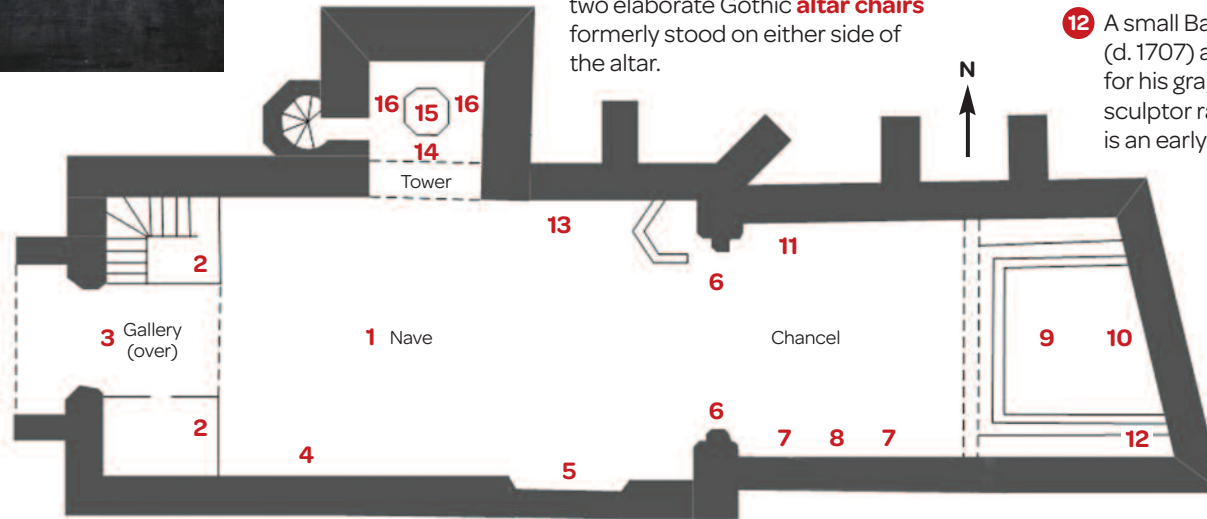 two elaborate Gothic altar chairs
formerly stood on either side of
the altar.
12 A small Ba
(d. 1707) a
for his gra
sculptor ra
is an early
N
16 15 16
14
Tower
13
11
2
6
3 Gallery
(over)
1 Nave
Chancel
9 10
6
2
7 8 7
12
4
5